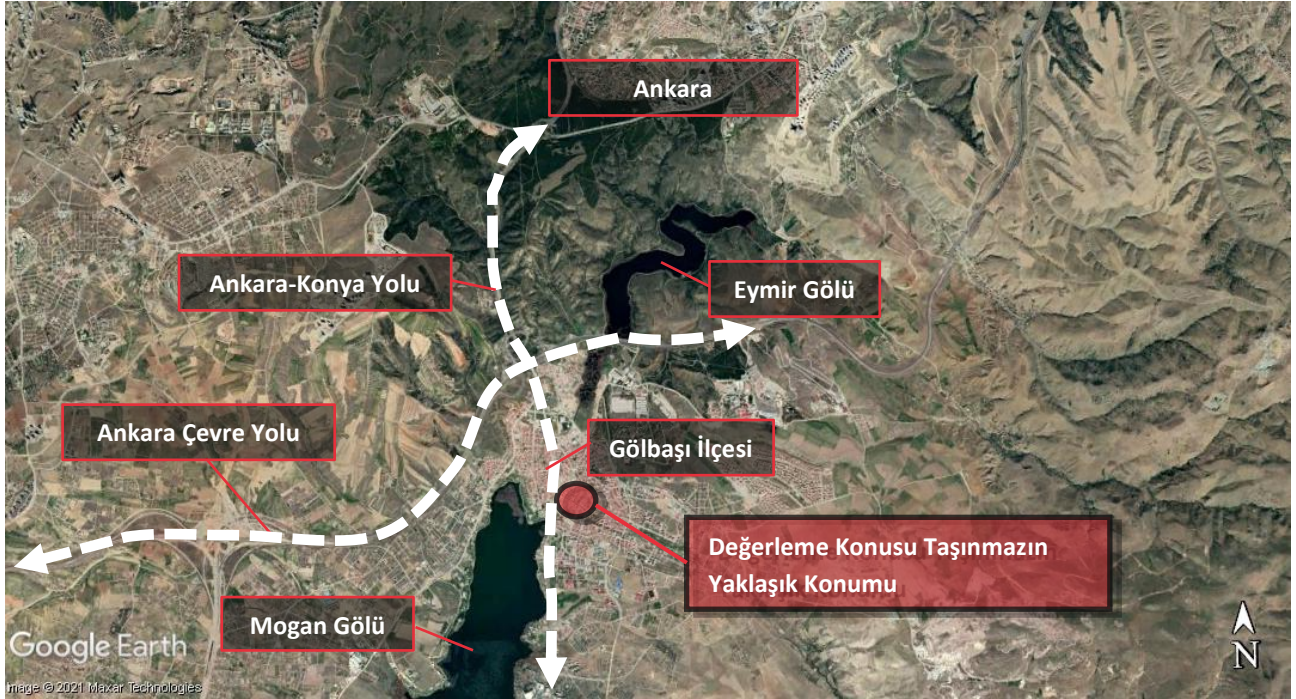 Ankara
Ankara-Konya Yolu
Eymir Gölü
Ankara Çevre Yolu
Gölbaşı İlçesi
Değerleme Konusu Taşınmazın
Yaklaşık Konumu
Mogan Gölü
Google Earth
N
Image © 2021 Maxar Technologies